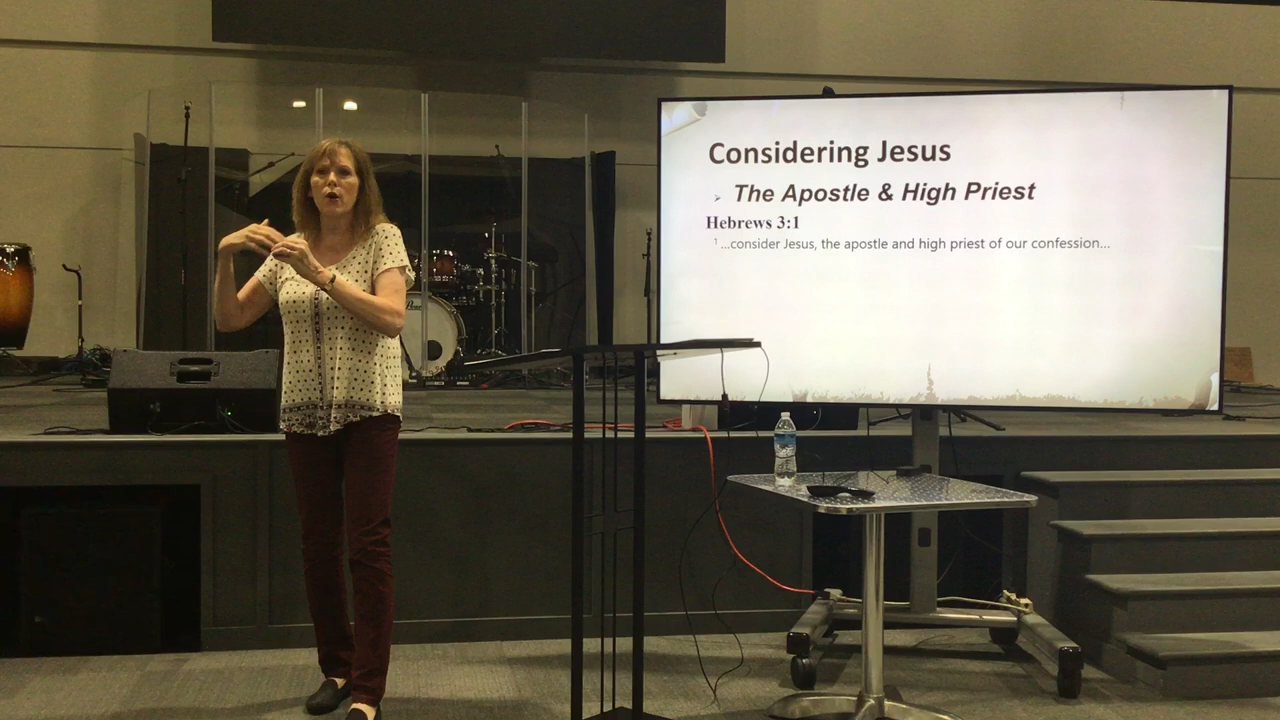 Considering Jesus
➢ The Apostle & High Priest
Hebrews 3:1
¹ ...consider Jesus, the apostle and high priest of our confession...